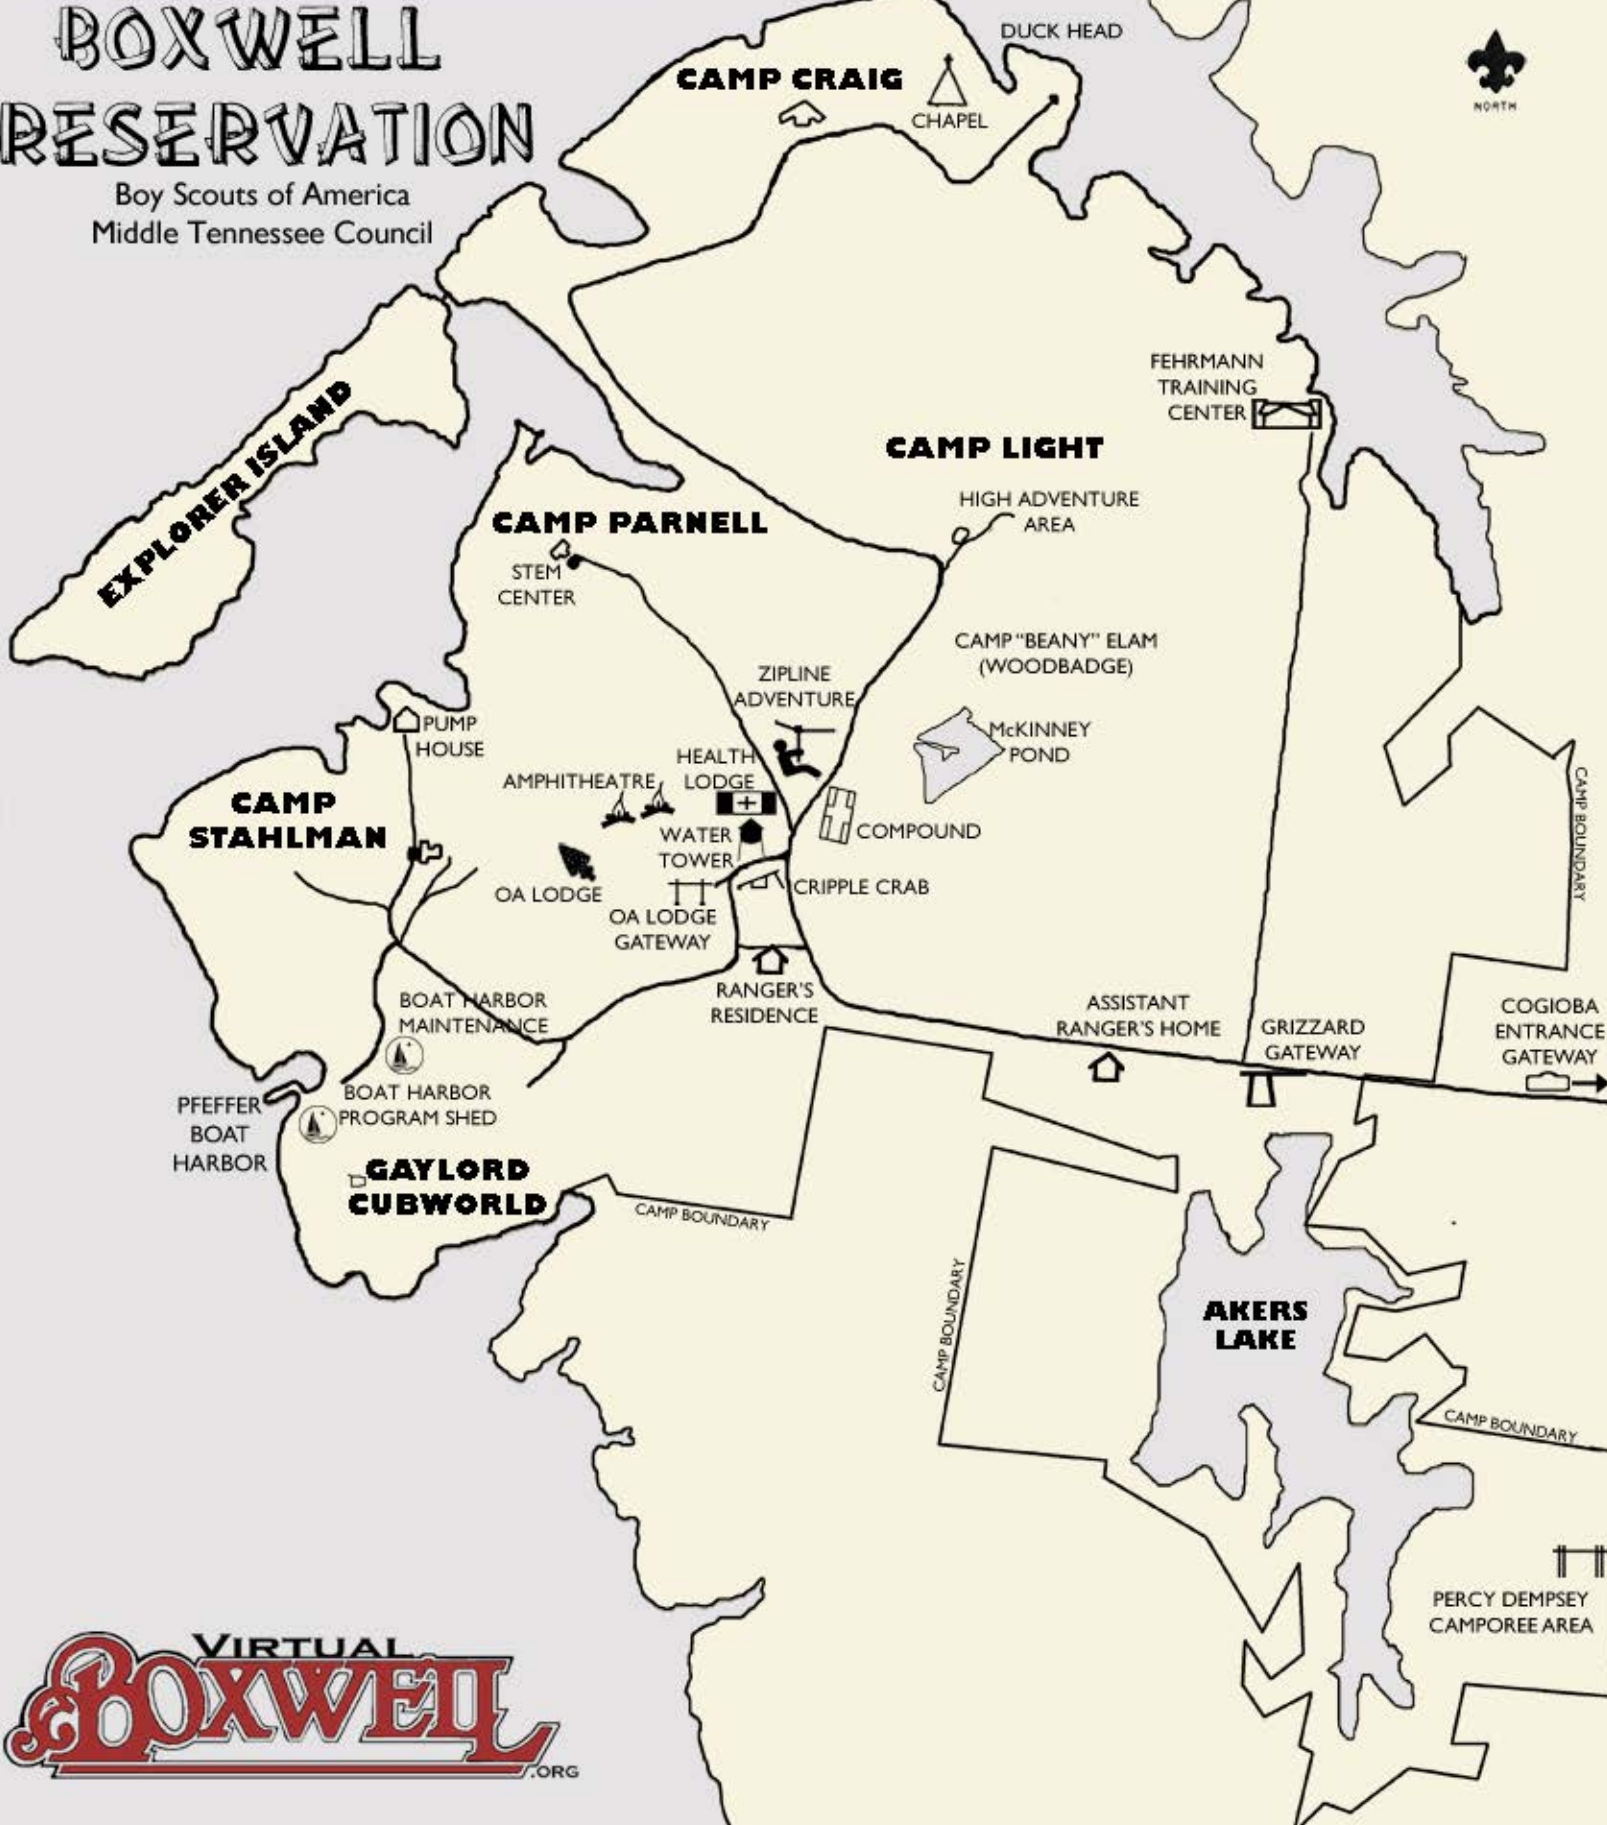 BOXWELL
RESERVATION
Boy Scouts of America
Middle Tennessee Council
DUCK HEAD
NORTH
CAMP CRAIG
CHAPEL
EXPLORER ISLAND
FEHRMANN
TRAINING
CENTER
CAMP LIGHT
HIGH ADVENTURE
AREA
CAMP PARNELL
STEM
CENTER
CAMP "BEANY" ELAM
(WOODBADGE)
ZIPLINE
ADVENTURE
McKINNEY
POND
PUMP
HOUSE
HEALTH
LODGE
AMPHITHEATRE
CAMP
STAHLMAN
WATER
TOWER
COMPOUND
CAMP BOUNDARY
OA LODGE
CRIPPLE CRAB
OA LODGE
GATEWAY
RANGER'S
RESIDENCE
BOAT HARBOR
MAINTENANCE
ASSISTANT
RANGER'S HOME
GRIZZARD
GATEWAY
COGIOBA
ENTRANCE
GATEWAY
PFEFFER
BOAT
HARBOR
BOAT HARBOR
PROGRAM SHED
GAYLORD
CUBWORLD
CAMP BOUNDARY
CAMP BOUNDARY
AKERS
LAKE
CAMP BOUNDARY
PERCY DEMPSEY
CAMPOREE AREA
VIRTUAL
BOXWELL
.ORG